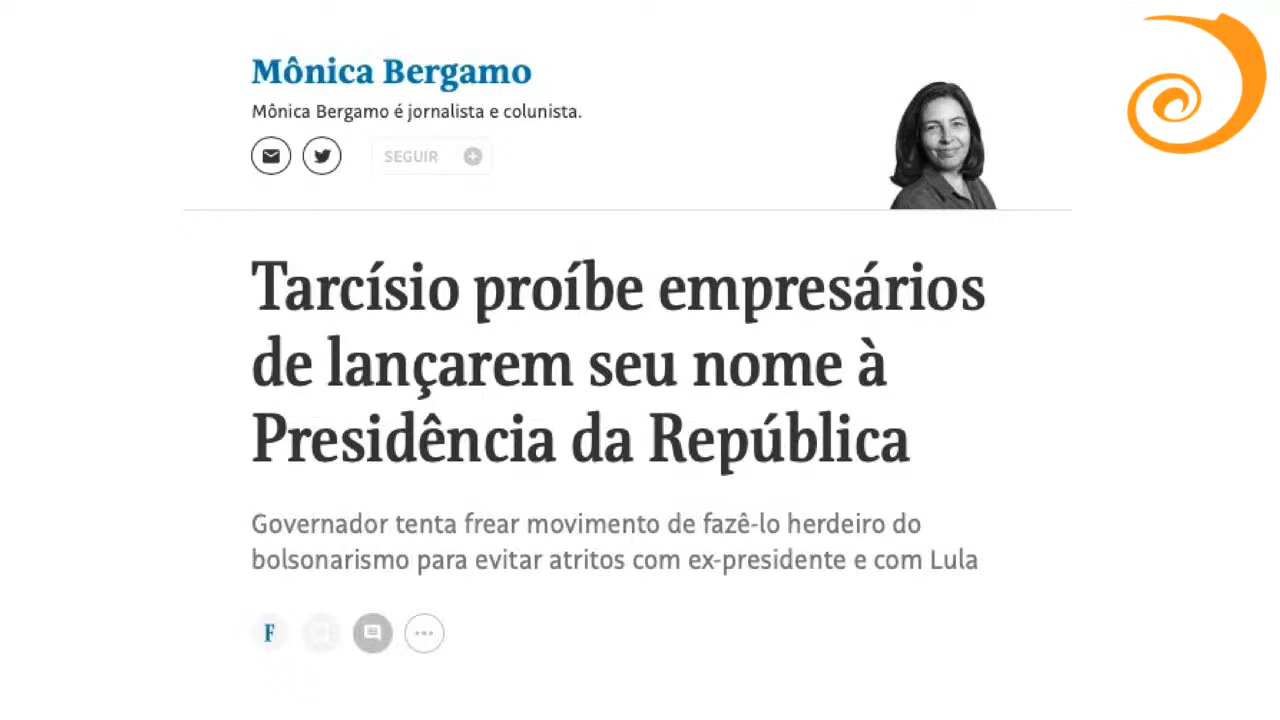 Mônica Bergamo
Mônica Bergamo é jornalista e colunista.
SEGUIR
Tarcísio proíbe empresários
de lançarem seu nome à
Presidência da República
Governador tenta frear movimento de fazê-lo herdeiro do
bolsonarismo para evitar atritos com ex-presidente e com Lula
F